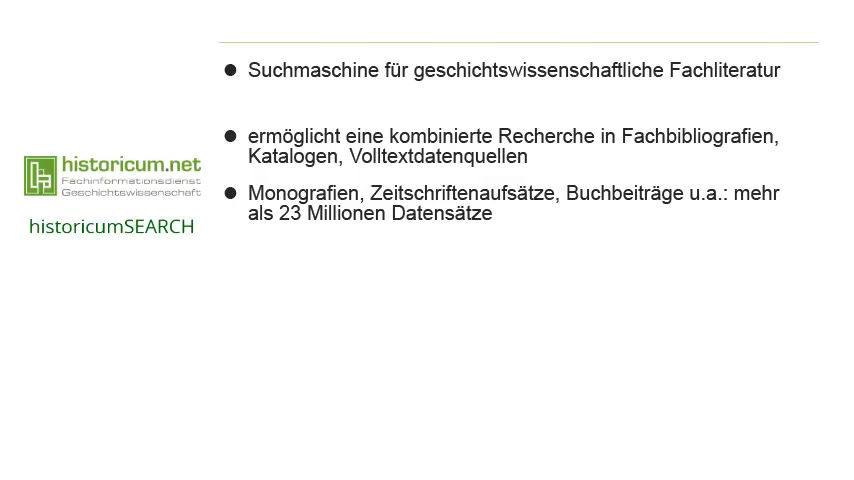 Suchmaschine für geschichtswissenschaftliche Fachliteratur
ermöglicht eine kombinierte Recherche in Fachbibliografien,
Katalogen, Volltextdatenquellen
Monografien, Zeitschriftenaufsätze, Buchbeiträge u.a.: mehr
als 23 Millionen Datensätze
historicum.net
Fachinformationsdienst
Geschichtswissenschaft
historicumSEARCH